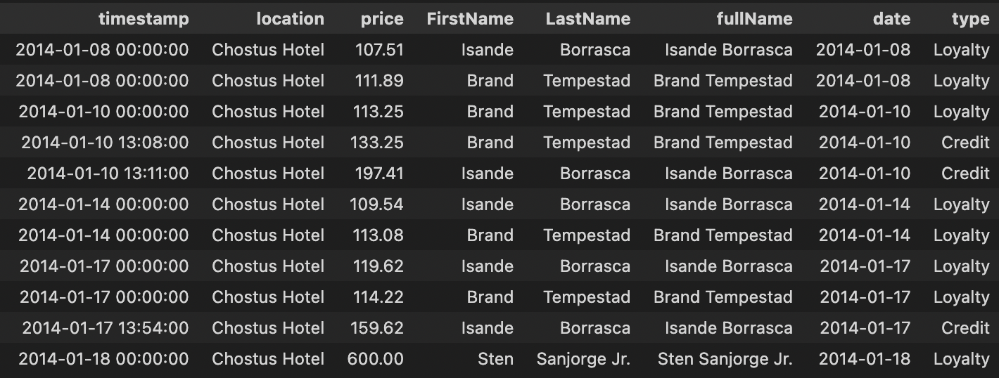 timestamp location price FirstName LastName fullName date type
2014-01-08 00:00:00 Chostus Hotel 107.51 Isande Borrasca Isande Borrasca 2014-01-08 Loyalty
2014-01-08 00:00:00 Chostus Hotel 111.89 Brand Tempestad Brand Tempestad 2014-01-08 Loyalty
2014-01-10 00:00:00 Chostus Hotel 113.25 Brand Tempestad Brand Tempestad 2014-01-10 Loyalty
2014-01-10 13:08:00 Chostus Hotel 133.25 Brand Tempestad Brand Tempestad 2014-01-10 Credit
2014-01-10 13:11:00 Chostus Hotel 197.41 Isande Borrasca Isande Borrasca 2014-01-10 Credit
2014-01-14 00:00:00 Chostus Hotel 109.54 Isande Borrasca Isande Borrasca 2014-01-14 Loyalty
2014-01-14 00:00:00 Chostus Hotel 113.08 Brand Tempestad Brand Tempestad 2014-01-14 Loyalty
2014-01-17 00:00:00 Chostus Hotel 119.62 Isande Borrasca Isande Borrasca 2014-01-17 Loyalty
2014-01-17 00:00:00 Chostus Hotel 114.22 Brand Tempestad Brand Tempestad 2014-01-17 Loyalty
2014-01-17 13:54:00 Chostus Hotel 159.62 Isande Borrasca Isande Borrasca 2014-01-17 Credit
2014-01-18 00:00:00 Chostus Hotel 600.00 Sten Sanjorge Jr. Sten Sanjorge Jr. 2014-01-18 Loyalty